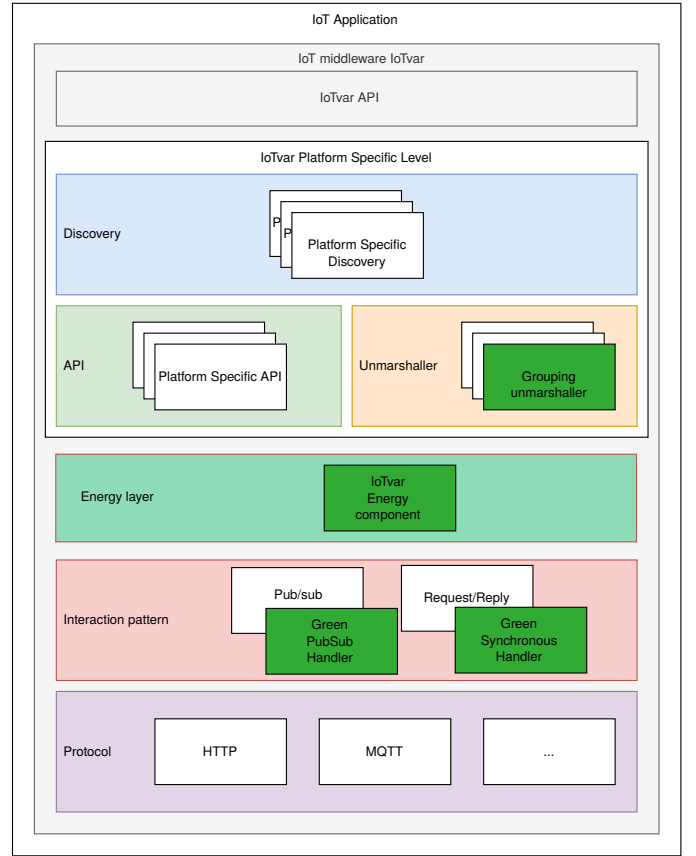 IoT Application
IoT middleware IoTvar
IoTvar API
IoTvar Platform Specific Level
Discovery
P
P
Platform Specific
Discovery
API
Platform Specific API
Unmarshaller
Grouping
unmarshaller
Energy layer
IoTvar
Energy
component
Interaction pattern
Pub/sub
Green
PubSub
Handler
Request/Reply
Green
Synchronous
Handler
Protocol
HTTP
MQTT
...